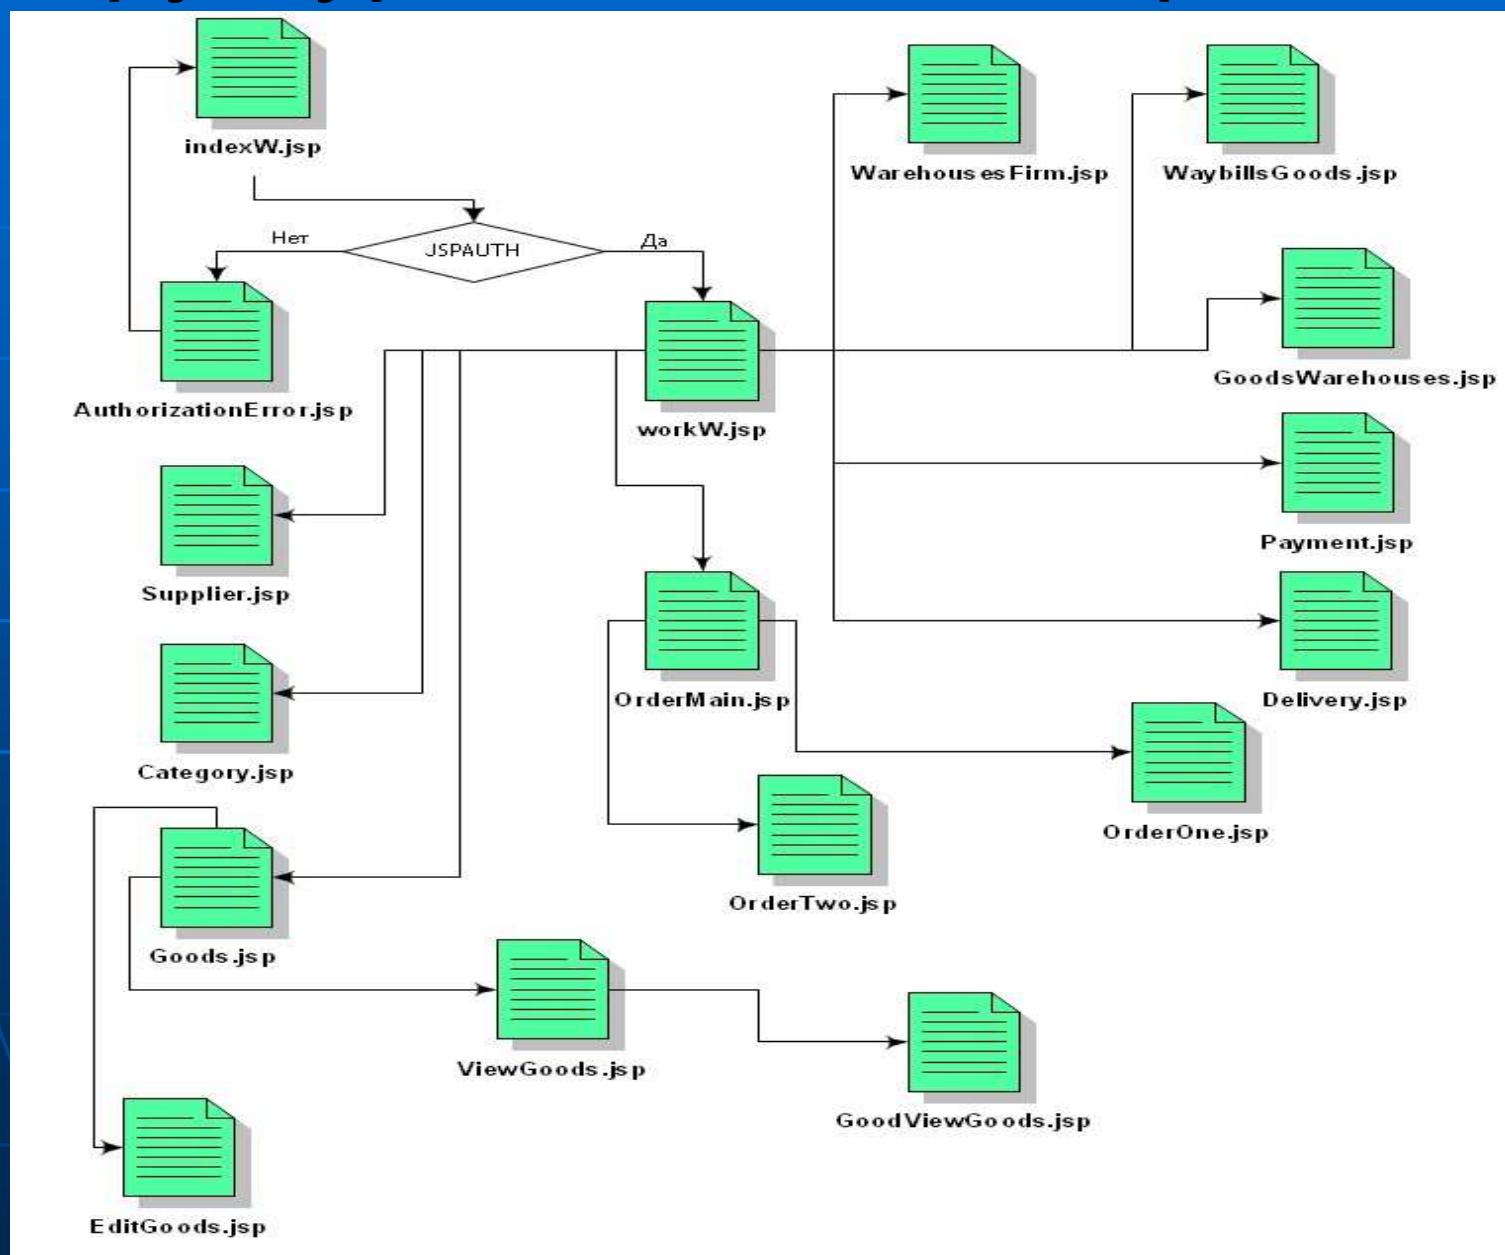 indexW.jsp
WarehousesFirm.jsp
WaybillsGoods.jsp
Нет
JSPAUTH
Да
GoodsWarehouses.jsp
AuthorizationError.jsp
workW.jsp
Payment.jsp
Supplier.jsp
OrderMain.jsp
Delivery.jsp
Category.jsp
OrderOne.jsp
OrderTwo.jsp
Goods.jsp
ViewGoods.jsp
GoodViewGoods.jsp
EditGoods.jsp